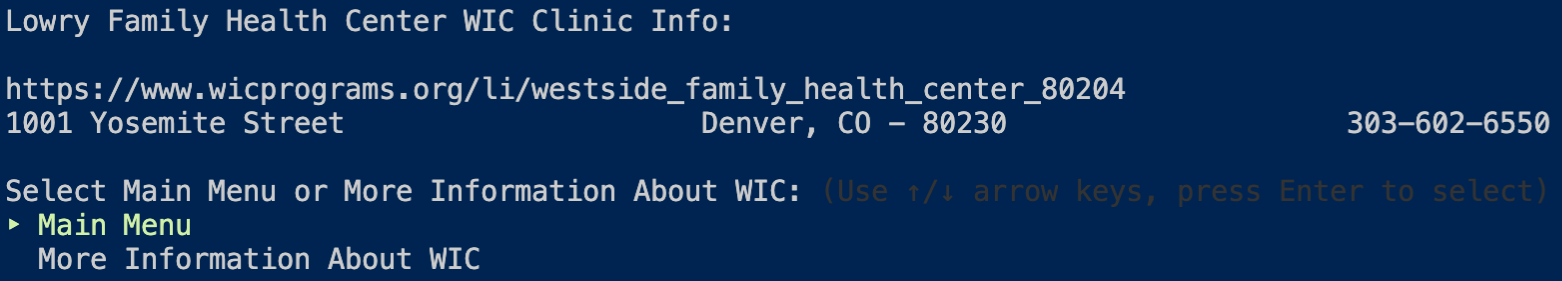 Lowry Family Health Center WIC Clinic Info:
https://www.wicprograms.org/li/westside_family_health_center_80204
1001 Yosemite Street Denver, CO – 80230 303-602-6550
Select Main Menu or More Information About WIC: (Use ↑/↓ arrow keys, press Enter to select)
‣ Main Menu
More Information About WIC